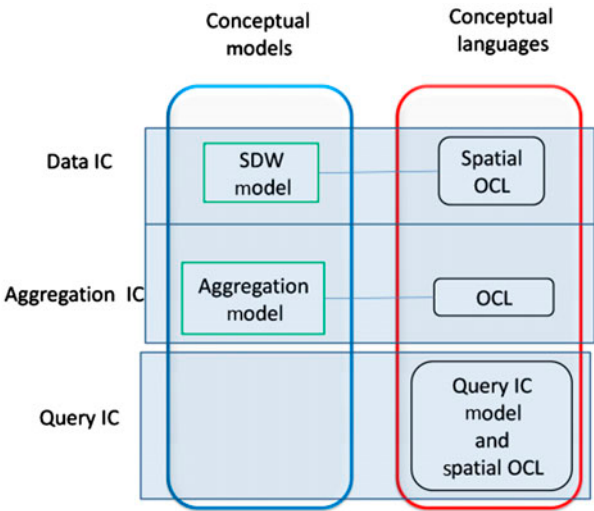 Conceptual
models
Conceptual
languages
Data IC
SDW
model
Spatial
OCL
Aggregation IC
Aggregation
model
OCL
Query IC
Query IC
model
and
spatial OCL